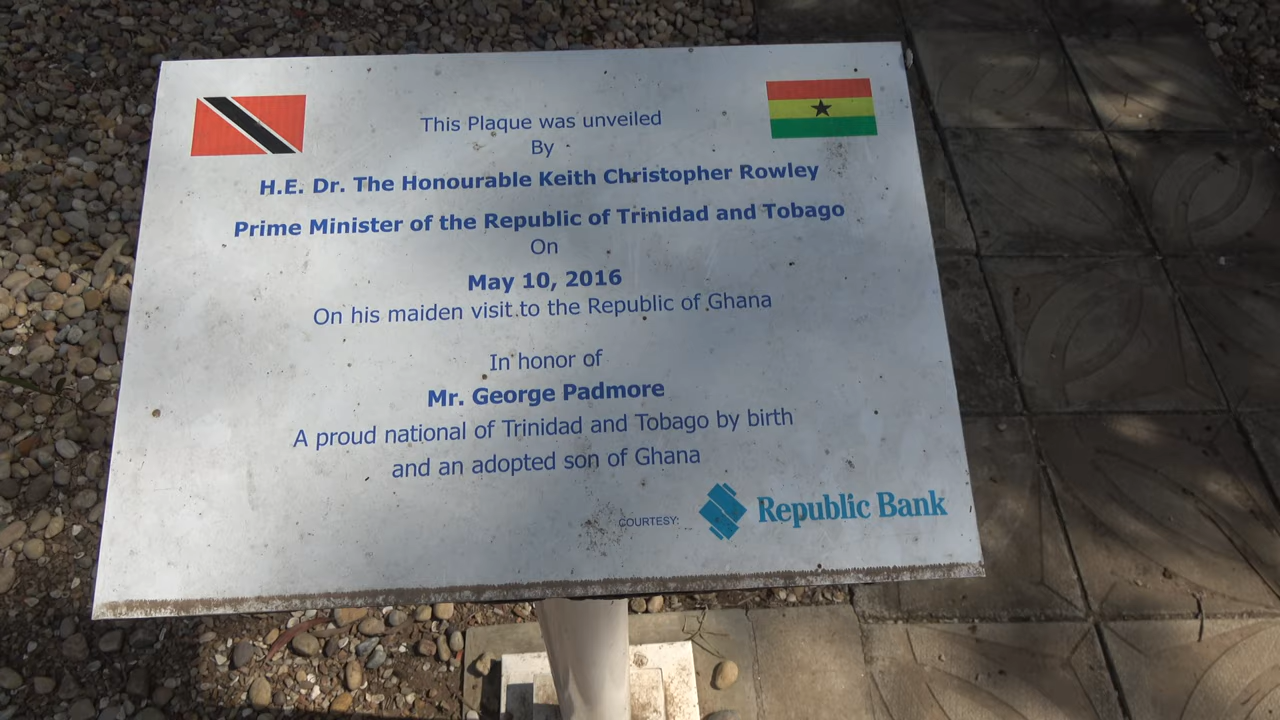 This Plaque was unveiled
By
H.E. Dr. The Honourable Keith Christopher Rowley
Prime Minister of the Republic of Trinidad and Tobago
On
May 10, 2016
On his maiden visit to the Republic of Ghana
In honor of
Mr. George Padmore
A proud national of Trinidad and Tobago by birth
and an adopted son of Ghana
COURTESY: Republic Bank